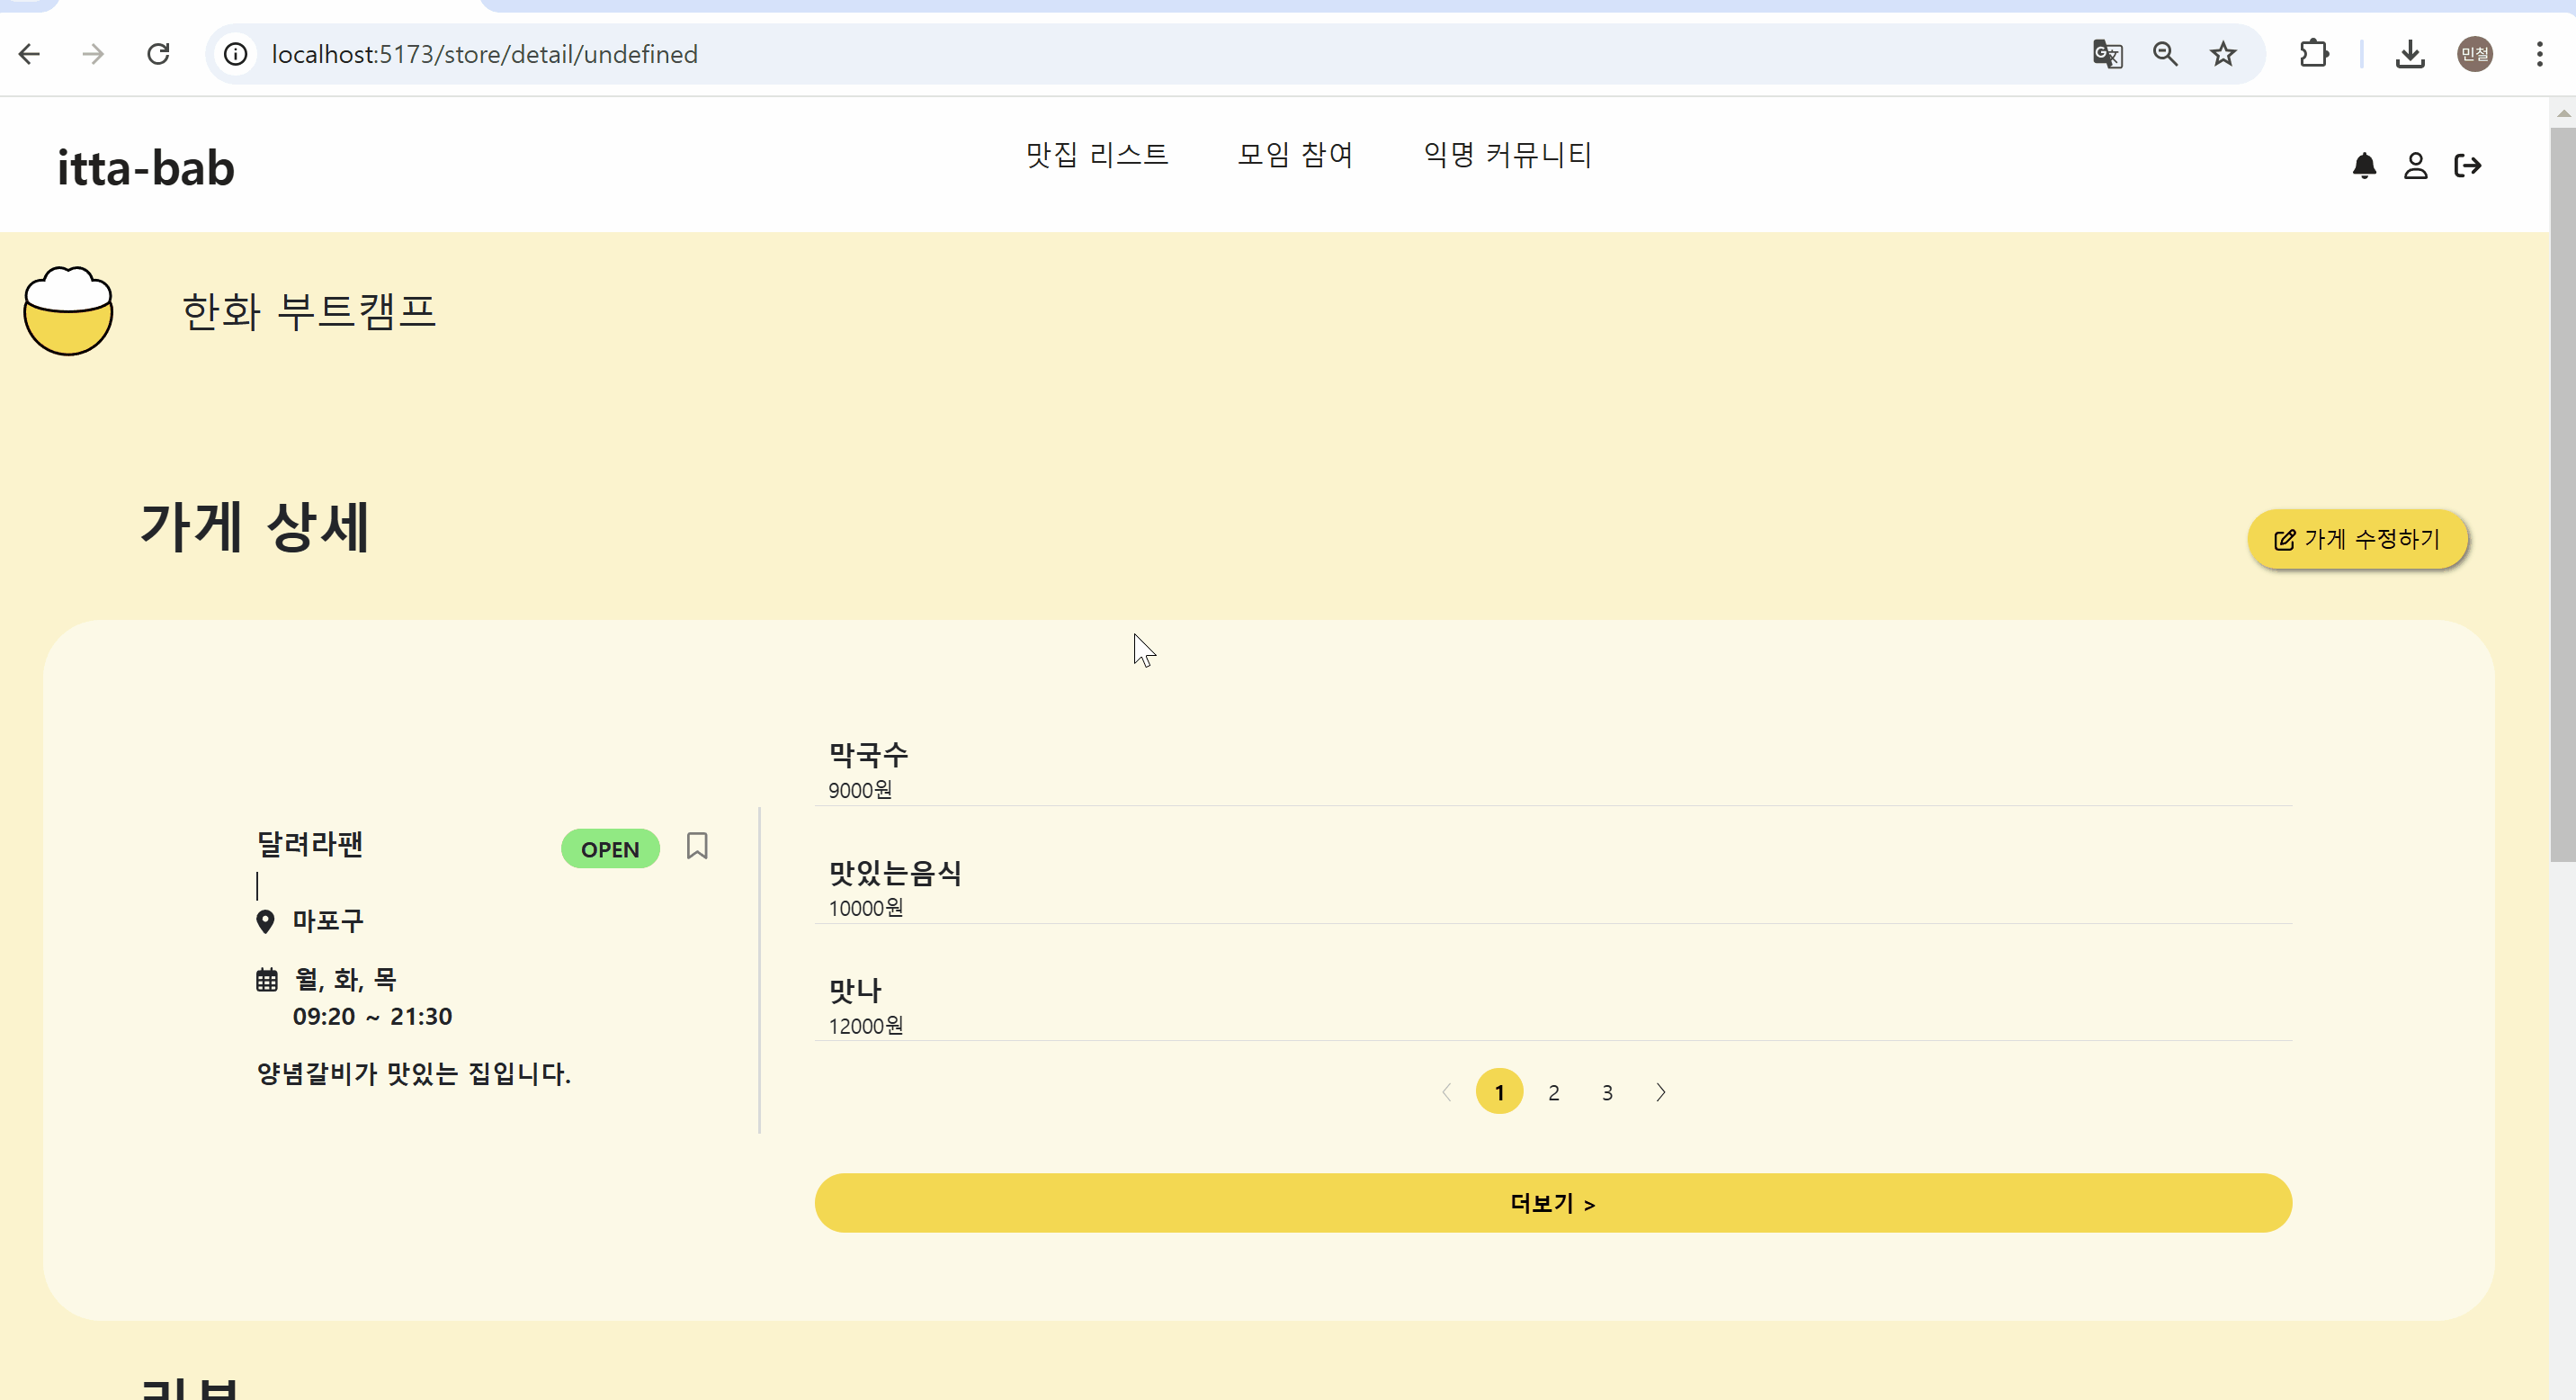 localhost:5173/store/detail/undefined
민철
itta-bab
맛집 리스트
모임 참여
익명 커뮤니티
한화 부트캠프
가게 상세
가게 수정하기
달려라팬
OPEN
마포구
월, 화, 목
09:20 ~ 21:30
양념갈비가 맛있는 집입니다.
막국수
9000원
맛있는음식
10000원
맛나
12000원
1 2 3
더보기 >
리뷰